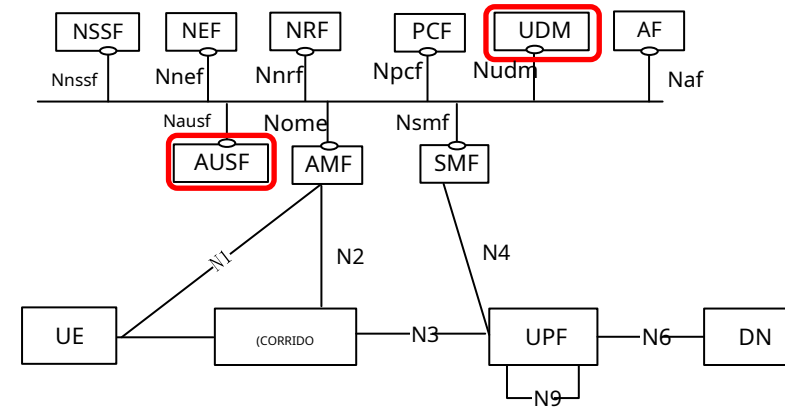 NSSF NEF NRF PCF UDM AF
Nnssf Nnef Nnrf Npcf Nudm Naf
Nausf Nome Nsmf
AUSF AMF SMF
N1 N2 N4
UE (CORRIDO N3 UPF N6 DN
N9